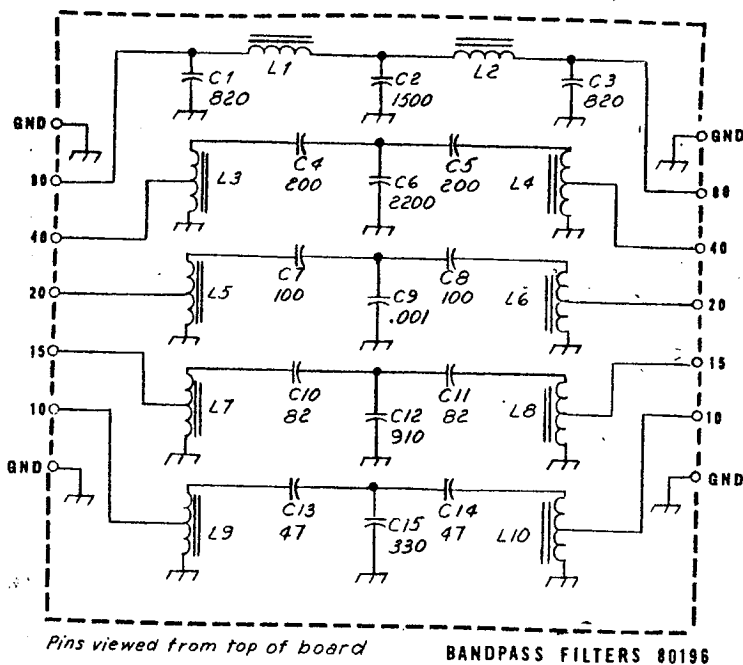 L1
L2
C1
820
C2
1500
C3
820
GND
GND
80
80
L3
C4
200
C6
2200
C5
200
L4
40
40
L5
C7
100
C9
.001
C8
100
L6
20
20
15
15
L7
C10
82
C12
910
C11
82
L8
10
10
GND
GND
L9
C13
47
C15
330
C14
47
L10
Pins viewed from top of board
BANDPASS FILTERS 80196